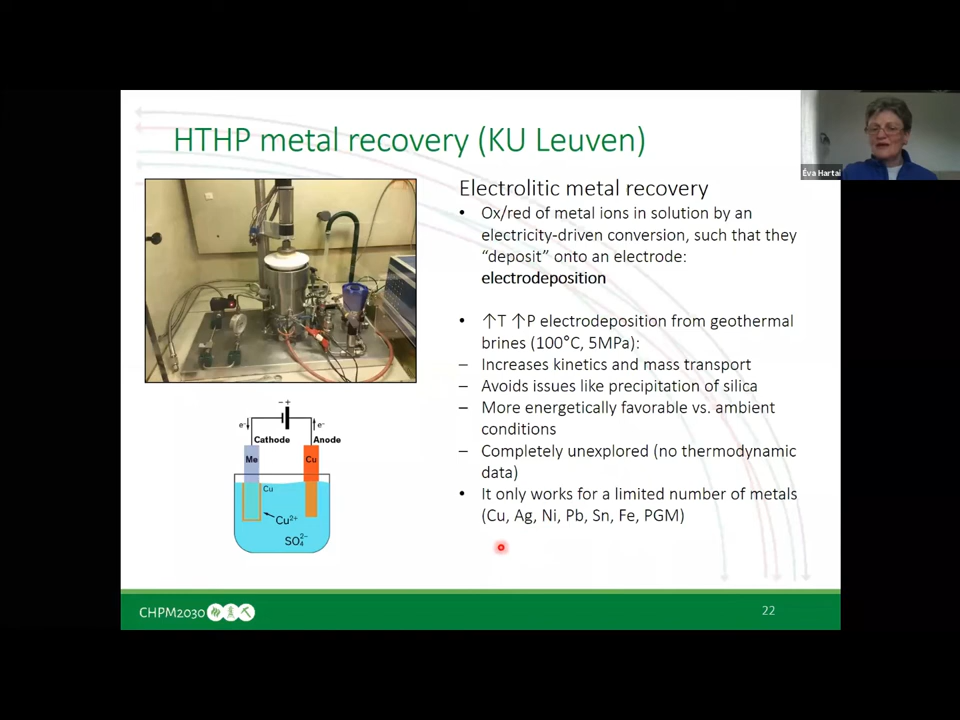 HTHP metal recovery (KU Leuven)
Éva Hartai
Electrolitic metal recovery
• Ox/red of metal ions in solution by an
electricity-driven conversion, such that they
“deposit” onto an electrode:
electrodeposition
• ↑T ↑P electrodeposition from geothermal
brines (100°C, 5MPa):
– Increases kinetics and mass transport
– Avoids issues like precipitation of silica
– More energetically favorable vs. ambient
conditions
– Completely unexplored (no thermodynamic
data)
• It only works for a limited number of metals
(Cu, Ag, Ni, Pb, Sn, Fe, PGM)
− +
e⁻ e⁻
Cathode Anode
Me Cu
Cu
Cu²⁺
SO₄²⁻
CHPM2030
22